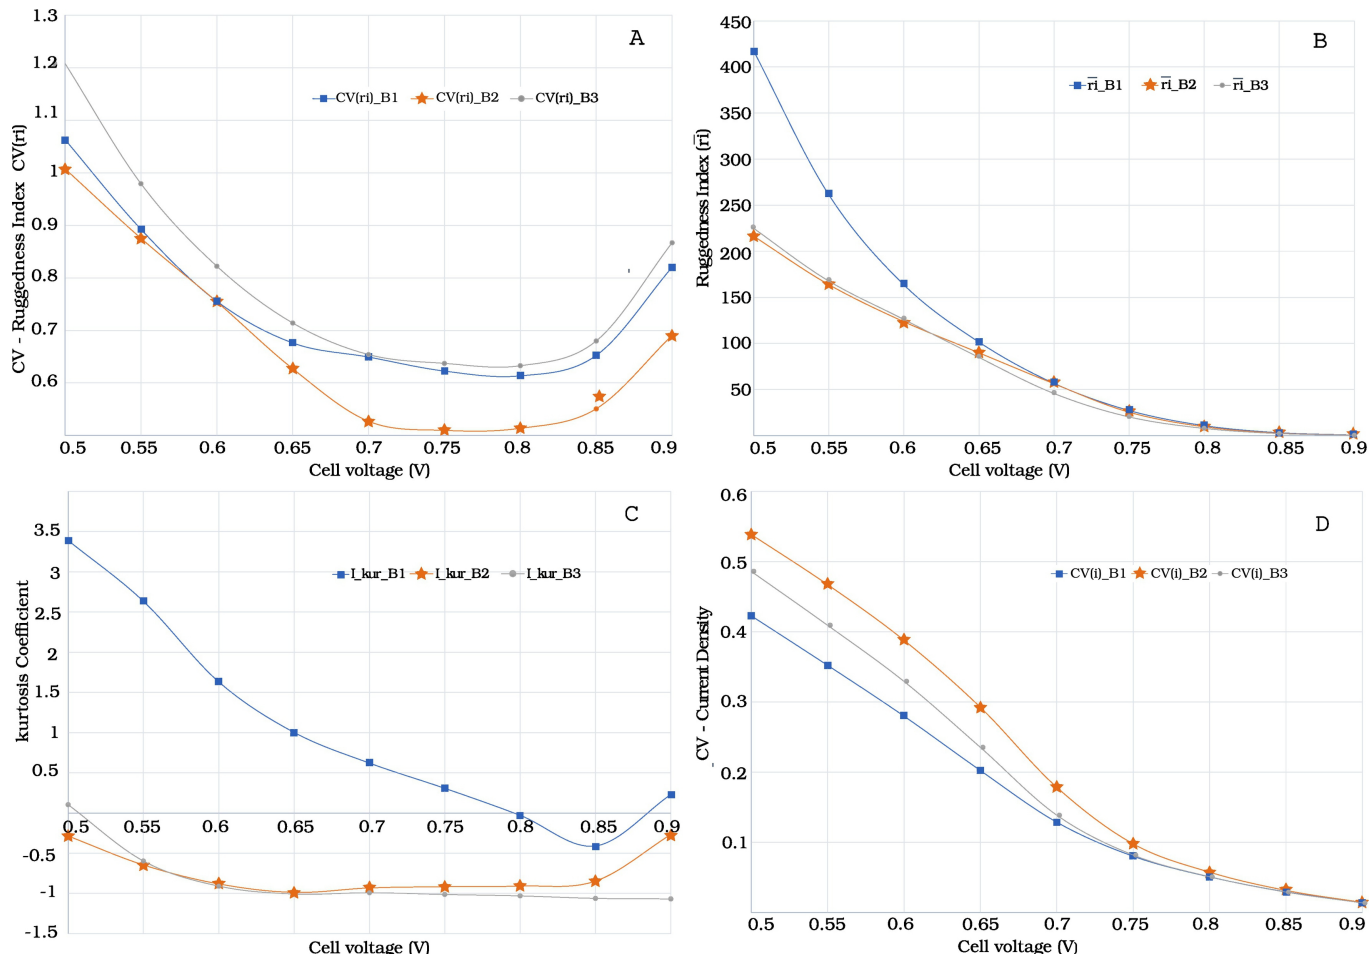 A
1.3
1.2
1.1
1
0.9
0.8
0.7
0.6
CV - Ruggedness Index CV(ri)
CV(ri)_B1 CV(ri)_B2 CV(ri)_B3
0.5 0.55 0.6 0.65 0.7 0.75 0.8 0.85 0.9
Cell voltage (V)
B
450
400
350
300
250
200
150
100
50
Ruggedness Index (r̅i̅)
r̅i̅_B1 r̅i̅_B2 r̅i̅_B3
0.5 0.55 0.6 0.65 0.7 0.75 0.8 0.85 0.9
Cell voltage (V)
C
3.5
3
2.5
2
1.5
1
0.5
-0.5
-1
-1.5
kurtosis Coefficient
I_kur_B1 I_kur_B2 I_kur_B3
0.5 0.55 0.6 0.65 0.7 0.75 0.8 0.85 0.9
Cell voltage (V)
D
0.6
0.5
0.4
0.3
0.2
0.1
CV - Current Density
CV(i)_B1 CV(i)_B2 CV(i)_B3
0.5 0.55 0.6 0.65 0.7 0.75 0.8 0.85 0.9
Cell voltage (V)